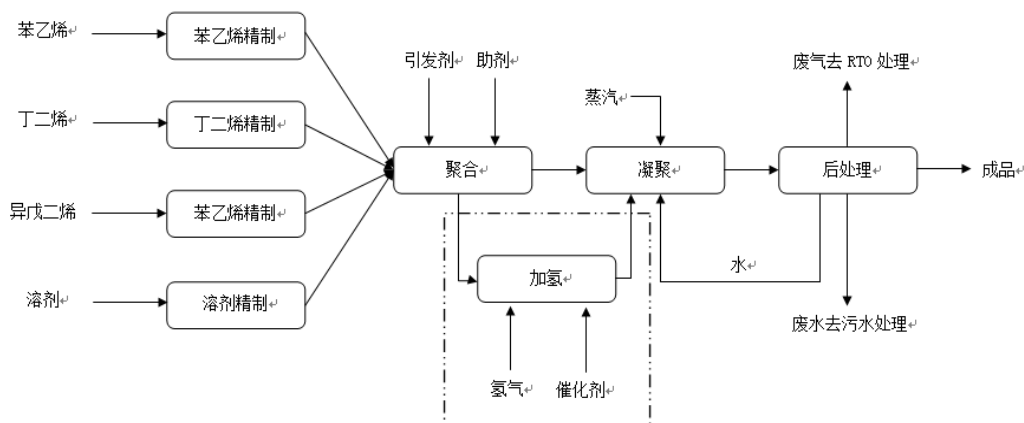 苯乙烯
苯乙烯精制
引发剂
助剂
废气去 RTO 处理
蒸汽
丁二烯
丁二烯精制
聚合
凝聚
后处理
成品
异戊二烯
苯乙烯精制
水
加氢
溶剂
溶剂精制
废水去污水处理
氢气
催化剂